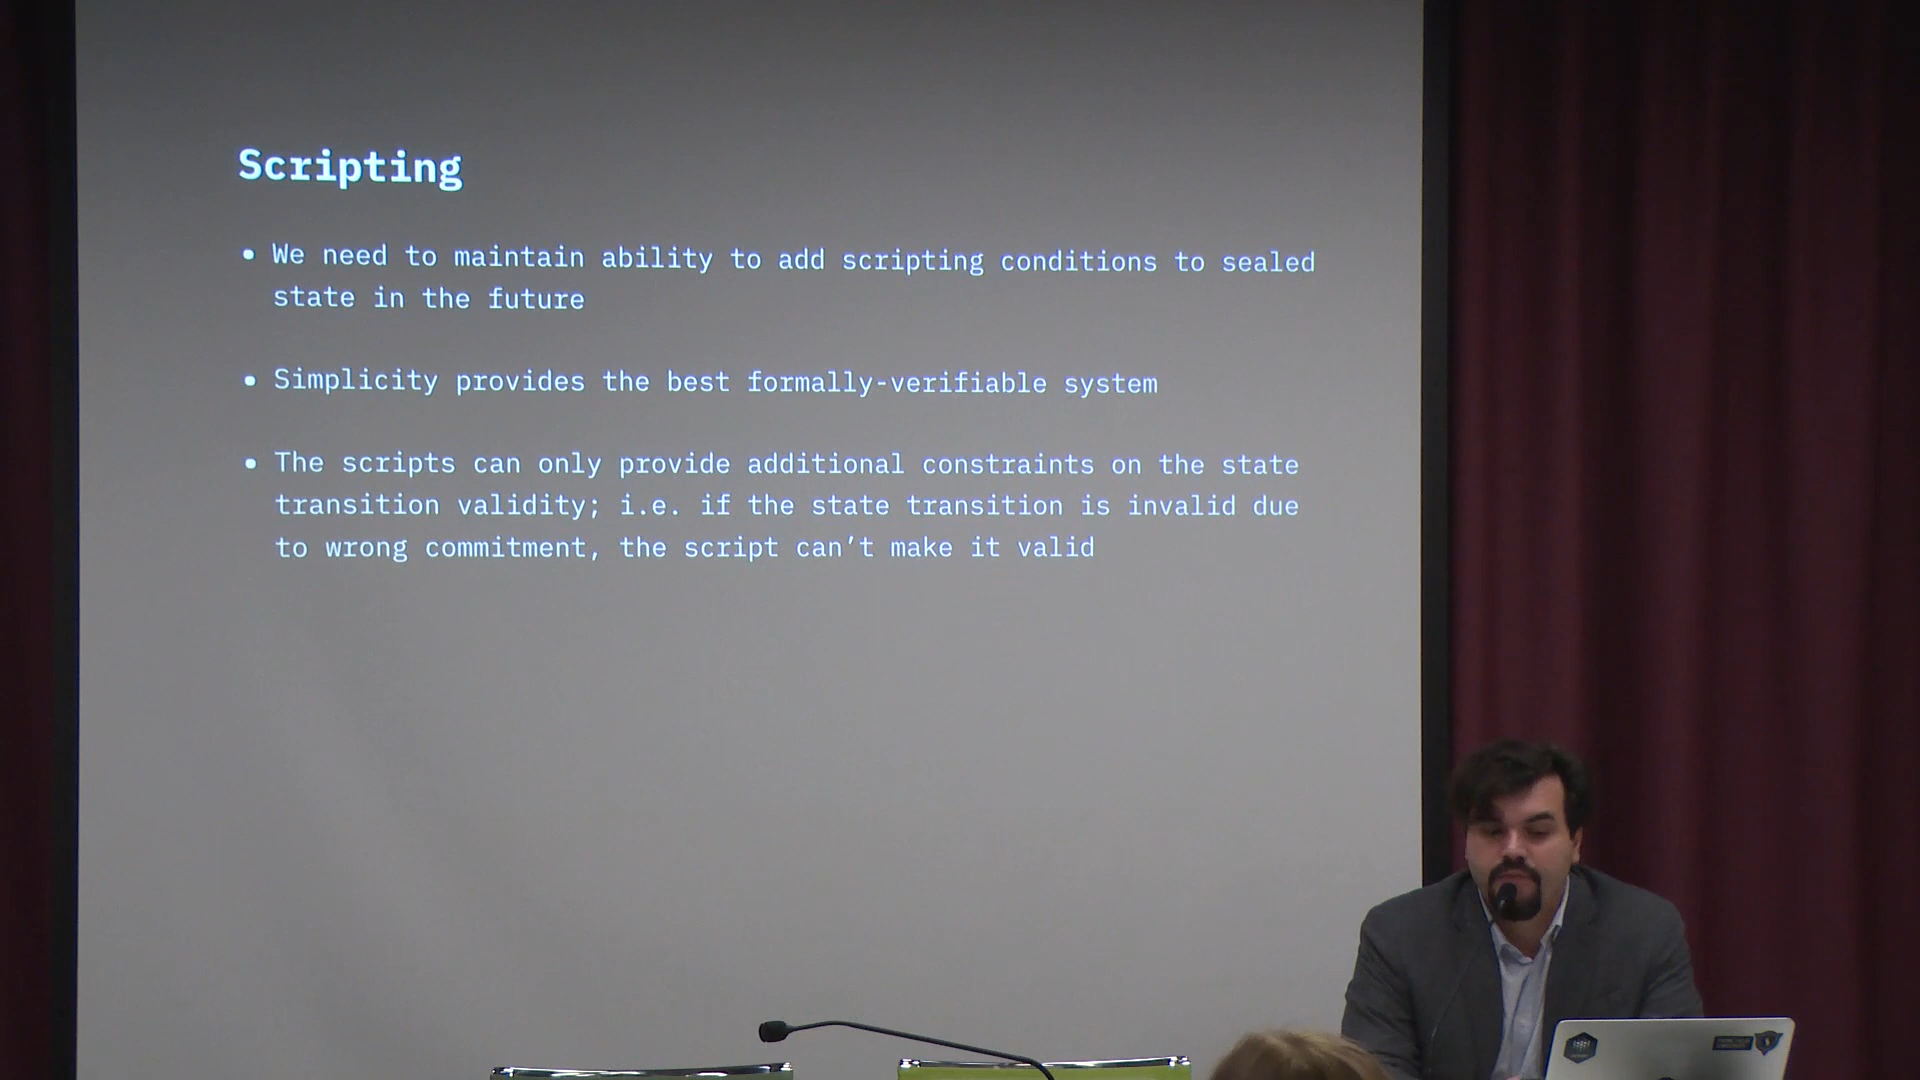 Scripting
• We need to maintain ability to add scripting conditions to sealed
state in the future
• Simplicity provides the best formally-verifiable system
• The scripts can only provide additional constraints on the state
transition validity; i.e. if the state transition is invalid due
to wrong commitment, the script can’t make it valid